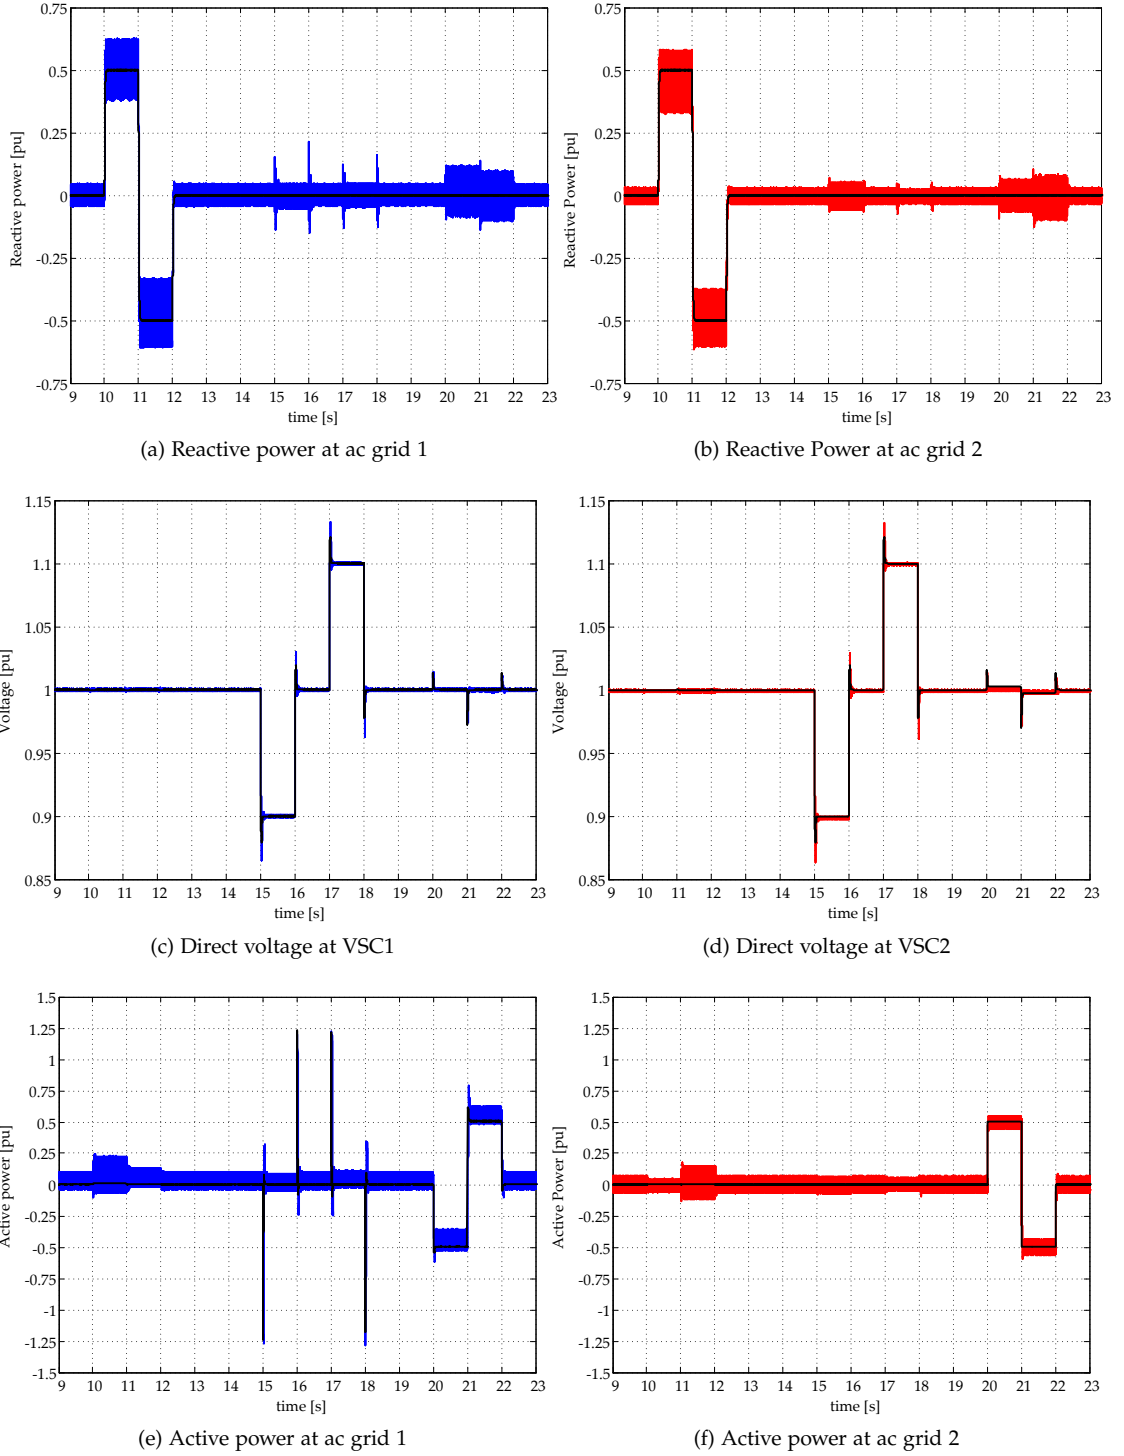 0.75
0.5
0.25
0
-0.25
-0.5
-0.75
Reactive power [pu]
9 10 11 12 13 14 15 16 17 18 19 20 21 22 23
time [s]
(a) Reactive power at ac grid 1
0.75
0.5
0.25
0
-0.25
-0.5
-0.75
Reactive Power [pu]
9 10 11 12 13 14 15 16 17 18 19 20 21 22 23
time [s]
(b) Reactive Power at ac grid 2
1.15
1.1
1.05
1
0.95
0.9
0.85
Voltage [pu]
9 10 11 12 13 14 15 16 17 18 19 20 21 22 23
time [s]
(c) Direct voltage at VSC1
1.15
1.1
1.05
1
0.95
0.9
0.85
Voltage [pu]
9 10 11 12 13 14 15 16 17 18 19 20 21 22 23
time [s]
(d) Direct voltage at VSC2
1.5
1.25
1
0.75
0.5
0.25
0
-0.25
-0.5
-0.75
-1
-1.25
-1.5
Active power [pu]
9 10 11 12 13 14 15 16 17 18 19 20 21 22 23
time [s]
(e) Active power at ac grid 1
1.5
1.25
1
0.75
0.5
0.25
0
-0.25
-0.5
-0.75
-1
-1.25
-1.5
Active Power [pu]
9 10 11 12 13 14 15 16 17 18 19 20 21 22 23
time [s]
(f) Active power at ac grid 2